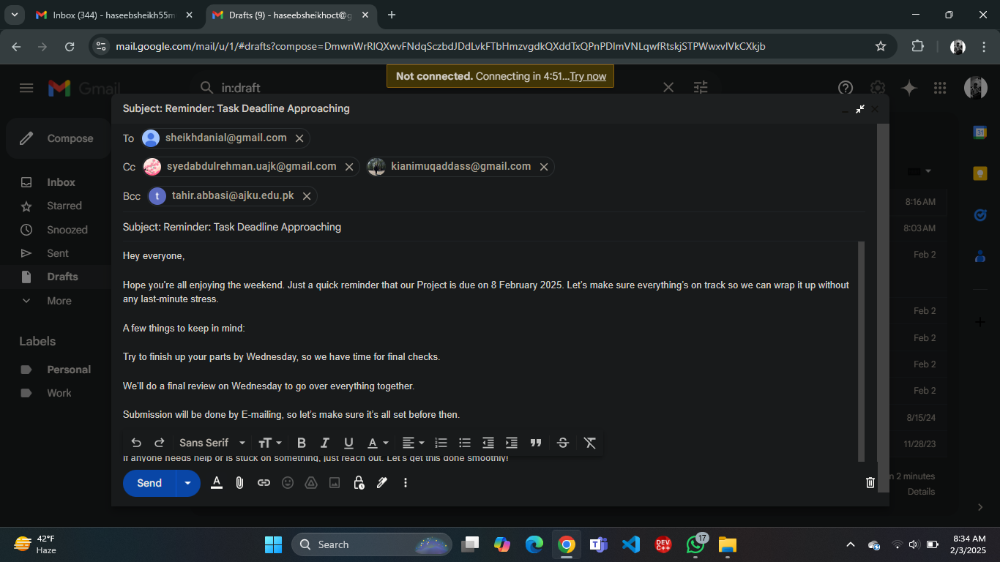 Inbox (344) - haseebsheikh55m
Drafts (9) - haseebsheikhoct@g
mail.google.com/mail/u/1/#drafts?compose=DmwnWrRlQXwvFNdqSczbdJDdLvkFTbHmzvgdkQXddTxQPnPDlmVNLqwfRtskjSTPWwxvlVkCXkjb
Not connected. Connecting in 4:51...Try now
Gmail
in:draft
Compose
Inbox
Starred
Snoozed
Sent
Drafts
More
Labels
Personal
Work
Subject: Reminder: Task Deadline Approaching
To sheikhdanial@gmail.com
Cc syedabdulrehman.uajk@gmail.com kianimuqaddass@gmail.com
Bcc t tahir.abbasi@ajku.edu.pk
Subject: Reminder: Task Deadline Approaching
Hey everyone,
Hope you're all enjoying the weekend. Just a quick reminder that our Project is due on 8 February 2025. Let's make sure everything's on track so we can wrap it up without
any last-minute stress.
A few things to keep in mind:
Try to finish up your parts by Wednesday, so we have time for final checks.
We'll do a final review on Wednesday to go over everything together.
Submission will be done by E-mailing, so let's make sure it's all set before then.
Sans Serif
If anyone needs help or is stuck on something, just reach out. Let's get this done smoothly!
Send
8:16 AM
8:03 AM
Feb 2
Feb 2
Feb 2
Feb 2
Feb 2
8/15/24
11/28/23
2 minutes
Details
31
42°F
Haze
Search
DEV
C++
17
8:34 AM
2/3/2025